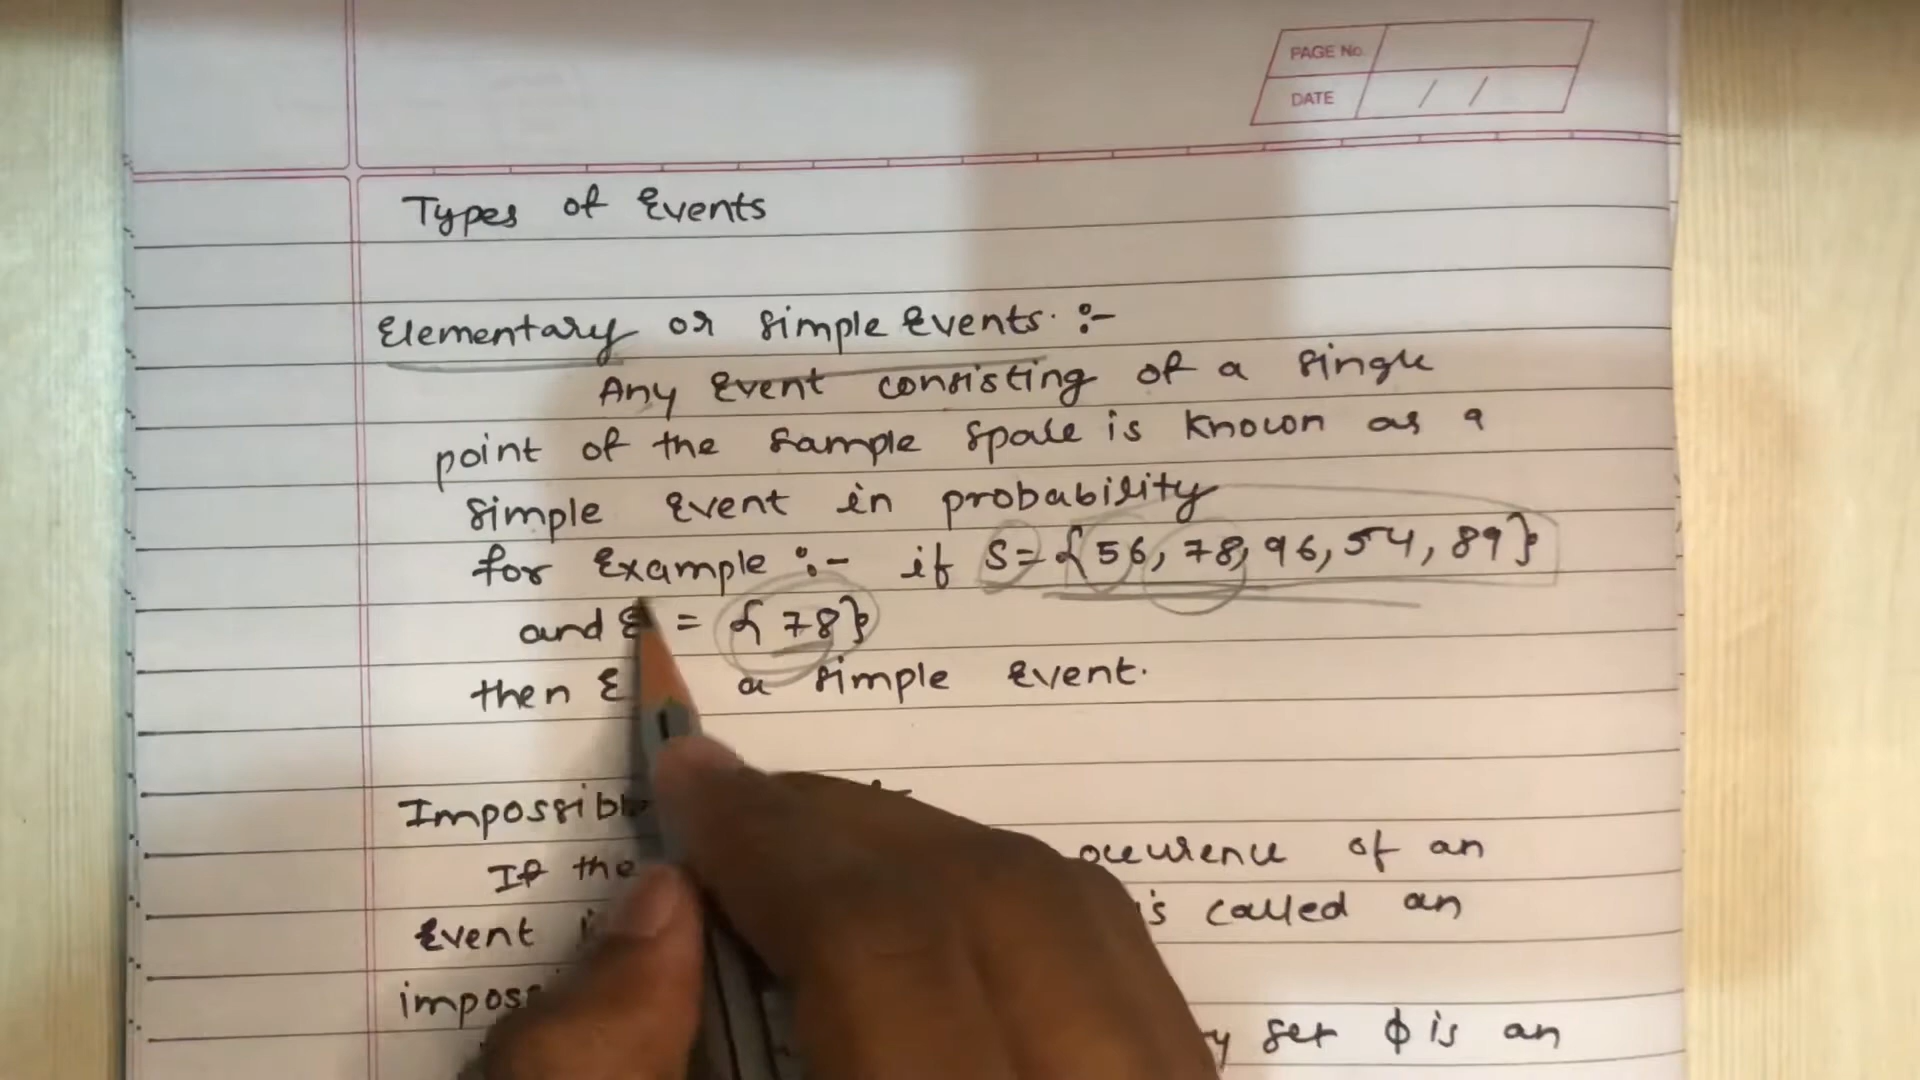 PAGE No.
DATE / /
Types of Events
Elementary or simple Events. :-
Any Event consisting of a single
point of the sample space is known as a
simple Event in probability
for Example :- if S = {56, 78, 96, 54, 89}
and E = {78}
then E a simple Event.
If the occurence of an
Event is called an
set ϕ is an